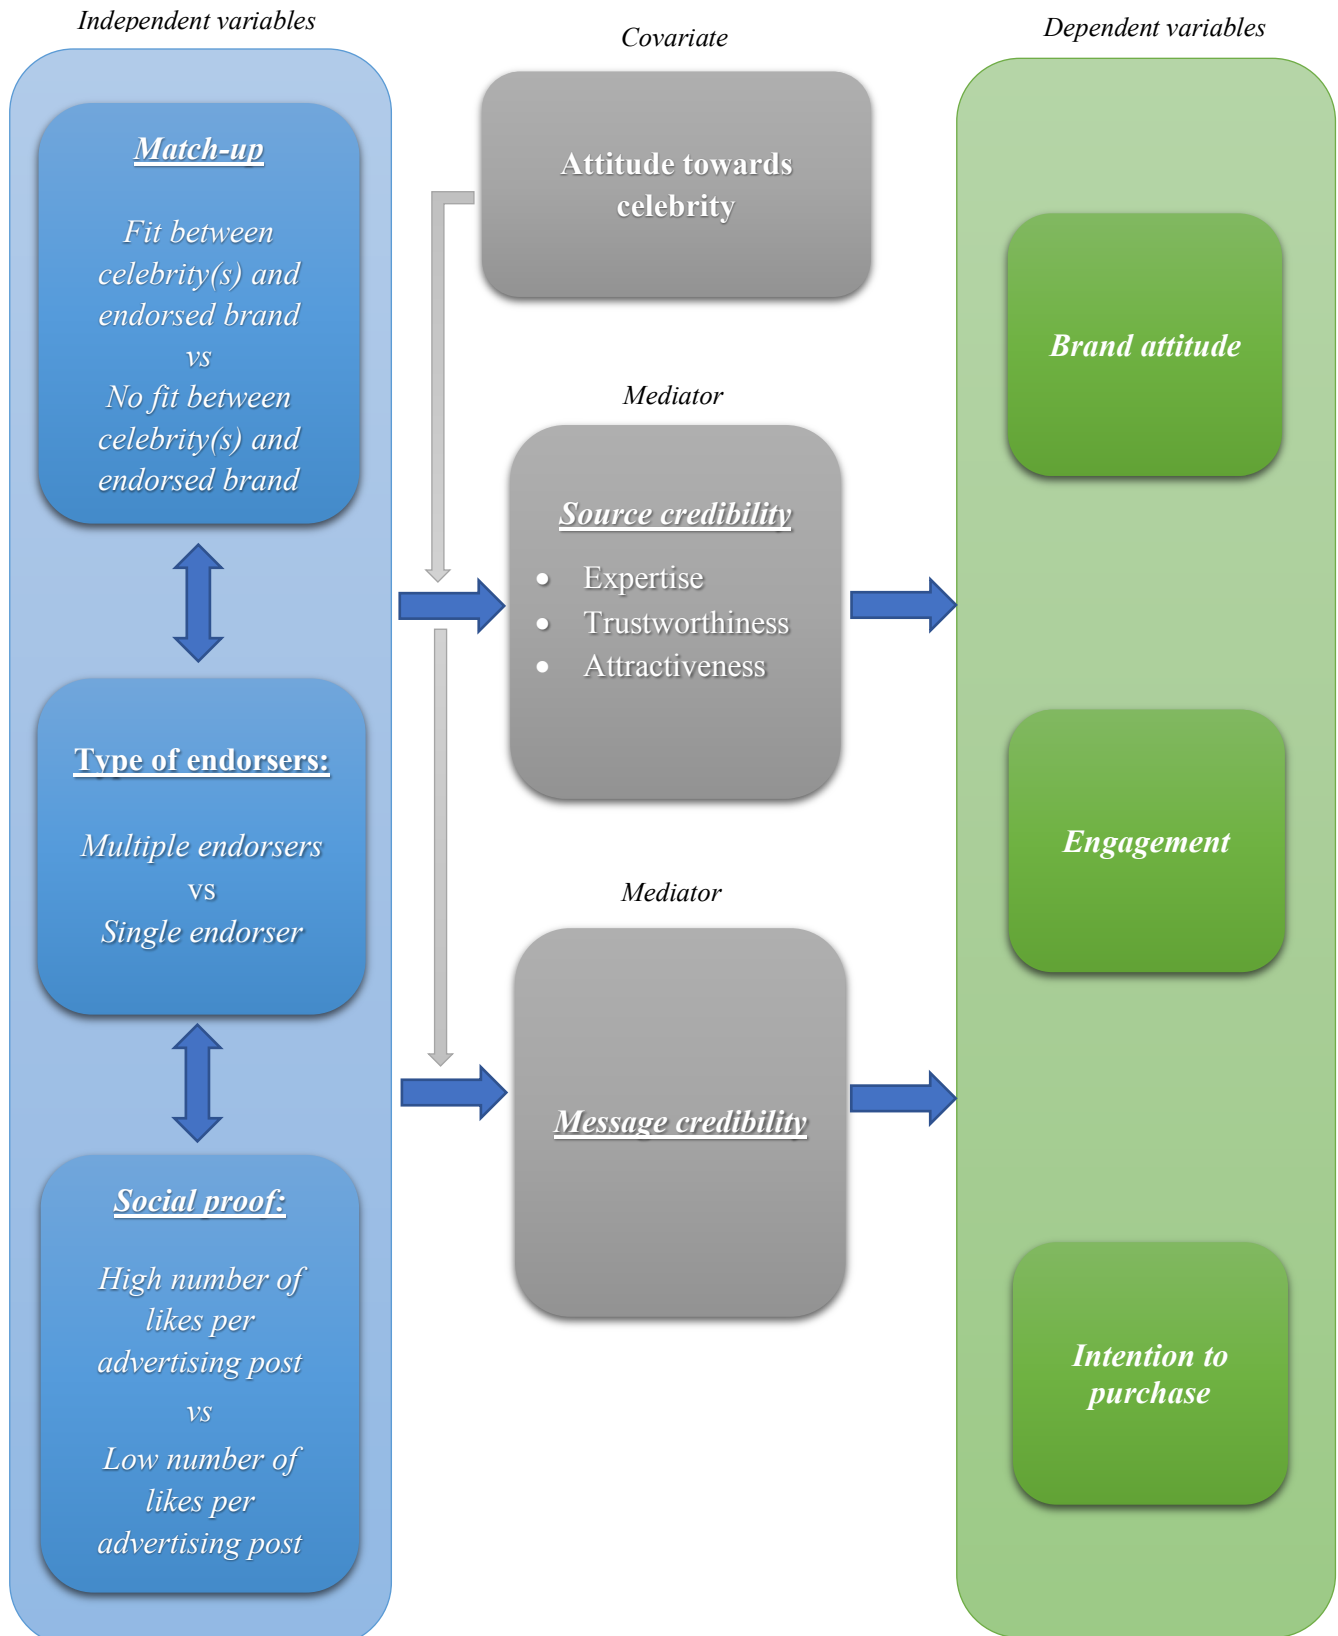 Independent variables
Match-up
Fit between
celebrity(s) and
endorsed brand
vs
No fit between
celebrity(s) and
endorsed brand
Type of endorsers:
Multiple endorsers
vs
Single endorser
Social proof:
High number of
likes per
advertising post
vs
Low number of
likes per
advertising post
Covariate
Attitude towards
celebrity
Mediator
Source credibility
• Expertise
• Trustworthiness
• Attractiveness
Mediator
Message credibility
Dependent variables
Brand attitude
Engagement
Intention to
purchase